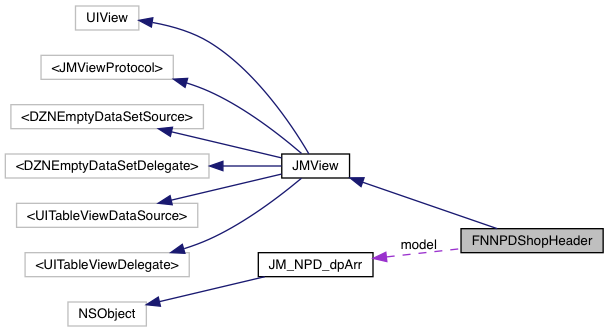 UIView
<JMViewProtocol>
<DZNEmptyDataSetSource>
<DZNEmptyDataSetDelegate>
JMView
<UITableViewDataSource>
FNNPDShopHeader
model
<UITableViewDelegate>
JM_NPD_dpArr
NSObject